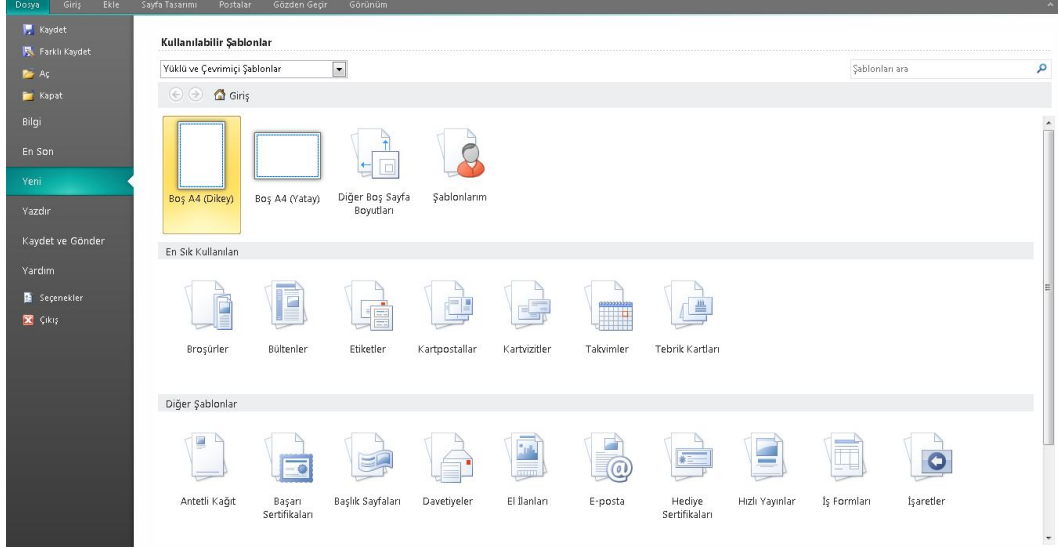 Dosya Giriş Ekle Sayfa Tasarımı Postalar Gözden Geçir Görünüm
Kaydet
Farklı Kaydet
Aç
Kapat
Bilgi
En Son
Yeni
Yazdır
Kaydet ve Gönder
Yardım
Seçenekler
Çıkış
Kullanılabilir Şablonlar
Yüklü ve Çevrimiçi Şablonlar
Şablonları ara
Giriş
Boş A4 (Dikey)
Boş A4 (Yatay)
Diğer Boş Sayfa
Boyutları
Şablonlarım
En Sık Kullanılan
Broşürler
Bültenler
Etiketler
Kartpostallar
Kartvizitler
Takvimler
Tebrik Kartları
Diğer Şablonlar
Antetli Kağıt
Başarı
Sertifikaları
Başlık Sayfaları
Davetiyeler
El İlanları
E-posta
Hediye
Sertifikaları
Hızlı Yayınlar
İş Formları
İşaretler